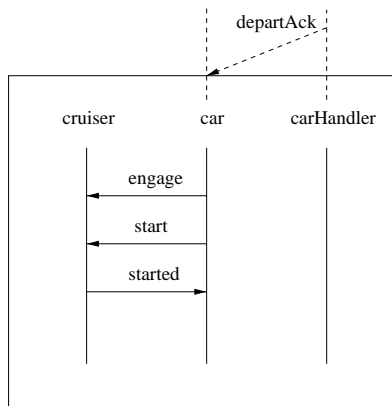 departAck
cruiser car carHandler
engage
start
started